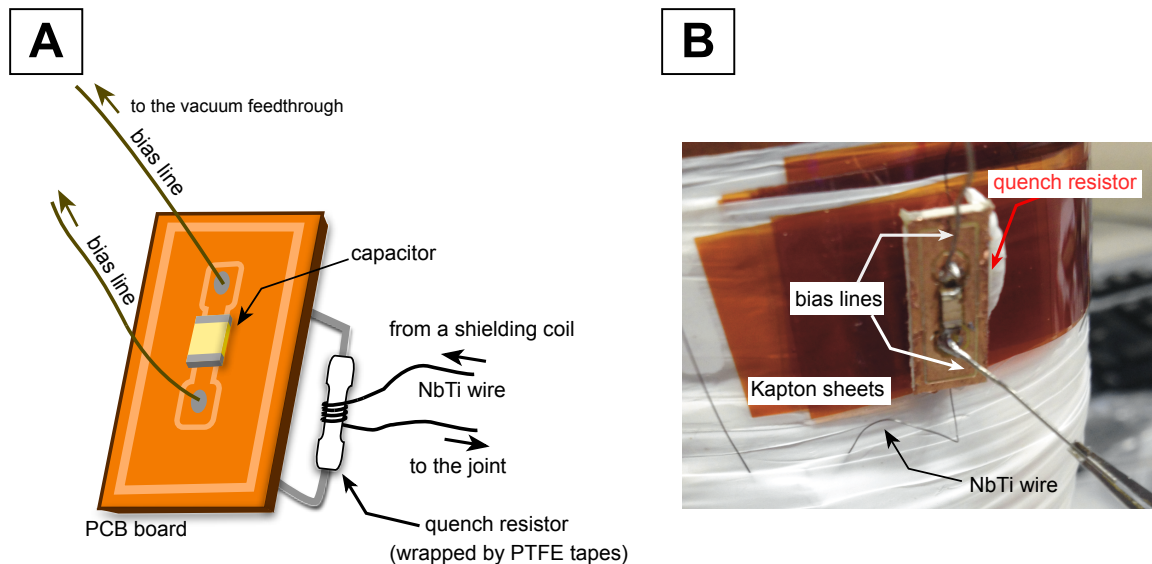 A
to the vacuum feedthrough
bias line
bias line
capacitor
from a shielding coil
NbTi wire
to the joint
quench resistor
(wrapped by PTFE tapes)
PCB board
B
quench resistor
bias lines
Kapton sheets
NbTi wire